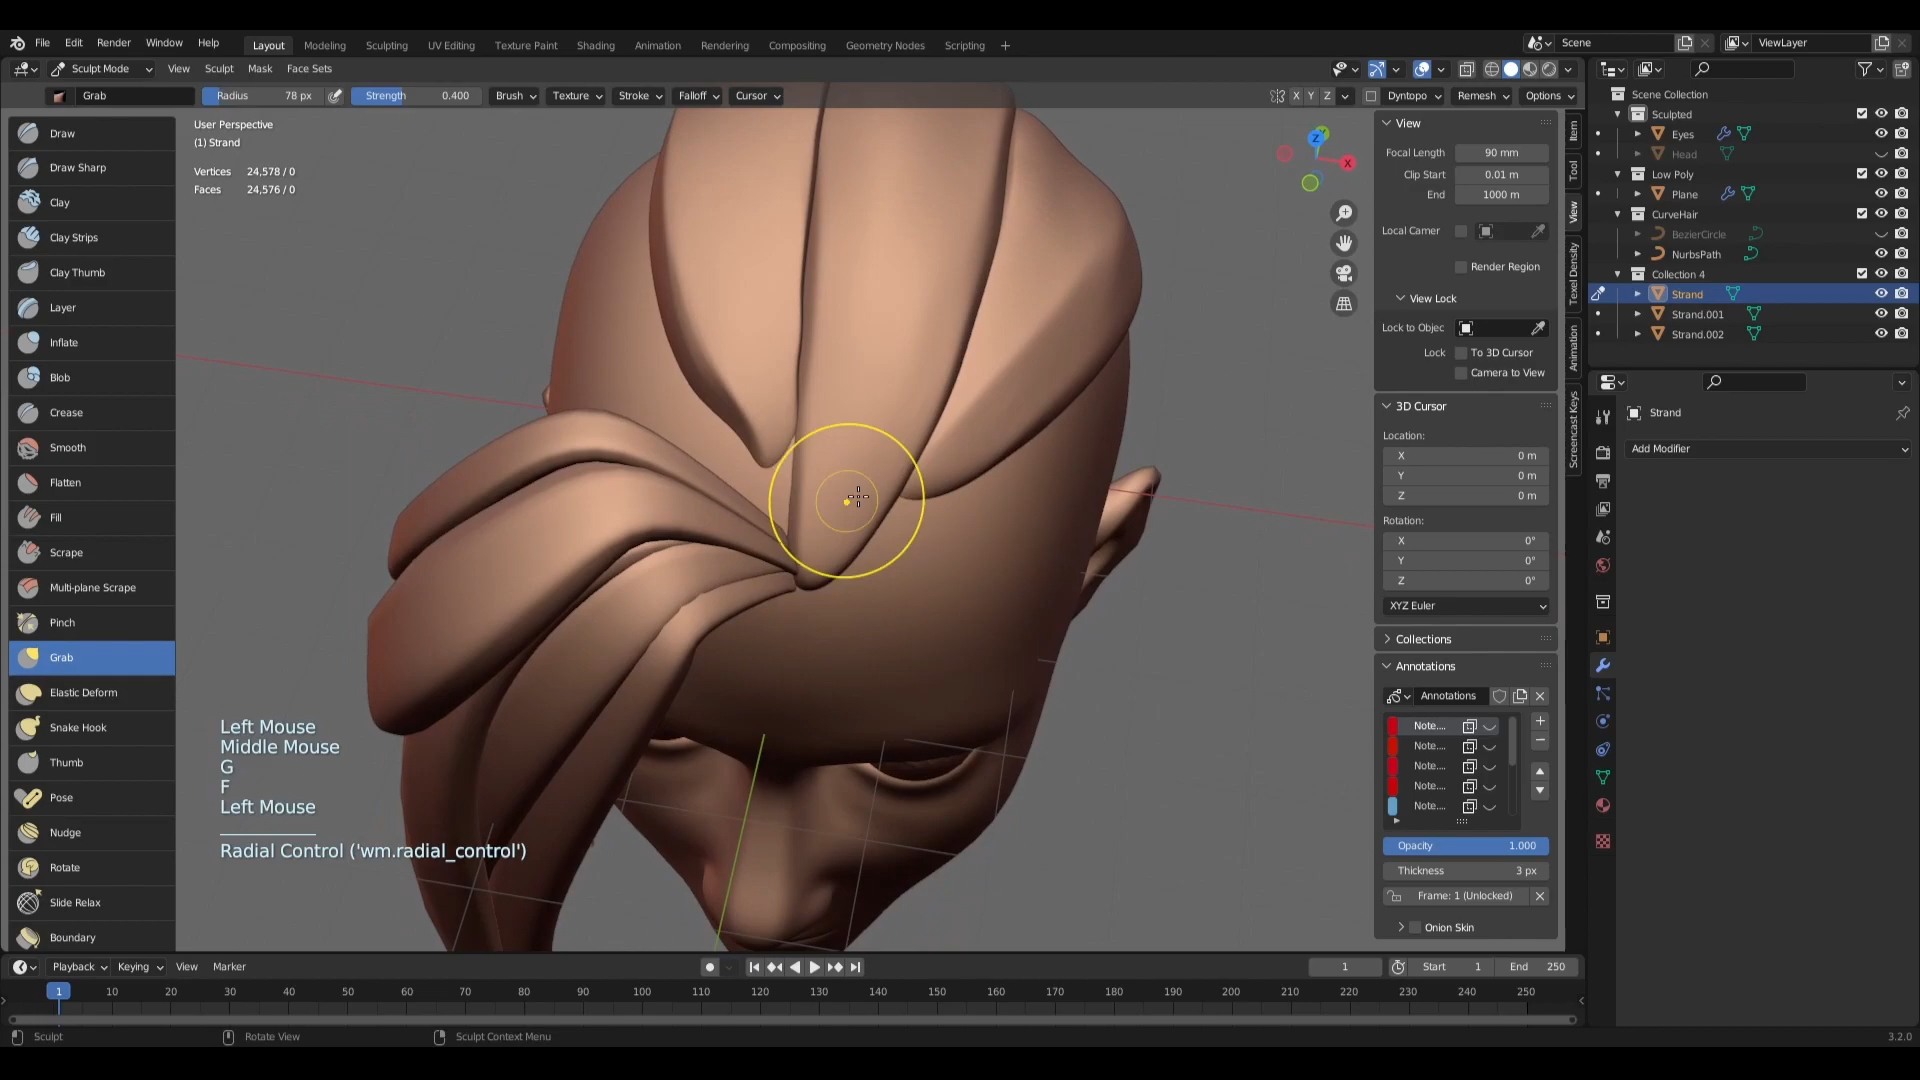 File Edit Render Window Help Layout Modeling Sculpting UV Editing Texture Paint Shading Animation Rendering Compositing Geometry Nodes Scripting + Scene ViewLayer
Sculpt Mode View Sculpt Mask Face Sets
Grab Radius 78 px Strength 0.400 Brush Texture Stroke Falloff Cursor X Y Z Dyntopo Remesh Options
Draw
Draw Sharp
Clay
Clay Strips
Clay Thumb
Layer
Inflate
Blob
Crease
Smooth
Flatten
Fill
Scrape
Multi-plane Scrape
Pinch
Grab
Elastic Deform
Snake Hook
Thumb
Pose
Nudge
Rotate
Slide Relax
Boundary
User Perspective
(1) Strand
Vertices 24,578 / 0
Faces 24,576 / 0
Left Mouse
Middle Mouse
G
F
Left Mouse
Radial Control ('wm.radial_control')
Z
Y
X
View
Focal Length 90 mm
Clip Start 0.01 m
End 1000 m
Local Camer
Render Region
View Lock
Lock to Objec
Lock To 3D Cursor
Camera to View
3D Cursor
Location:
X 0 m
Y 0 m
Z 0 m
Rotation:
X 0°
Y 0°
Z 0°
XYZ Euler
Collections
Annotations
Annotations
Note....
Note....
Note....
Note....
Note....
Opacity 1.000
Thickness 3 px
Frame: 1 (Unlocked)
Onion Skin
Item
Tool
View
Texel Density
Animation
Screencast Keys
Scene Collection
Sculpted
Eyes
Head
Low Poly
Plane
CurveHair
BezierCircle
NurbsPath
Collection 4
Strand
Strand.001
Strand.002
Strand
Add Modifier
Playback Keying View Marker 1 Start 1 End 250
1 10 20 30 40 50 60 70 80 90 100 110 120 130 140 150 160 170 180 190 200 210 220 230 240 250
Sculpt Rotate View Sculpt Context Menu 3.2.0